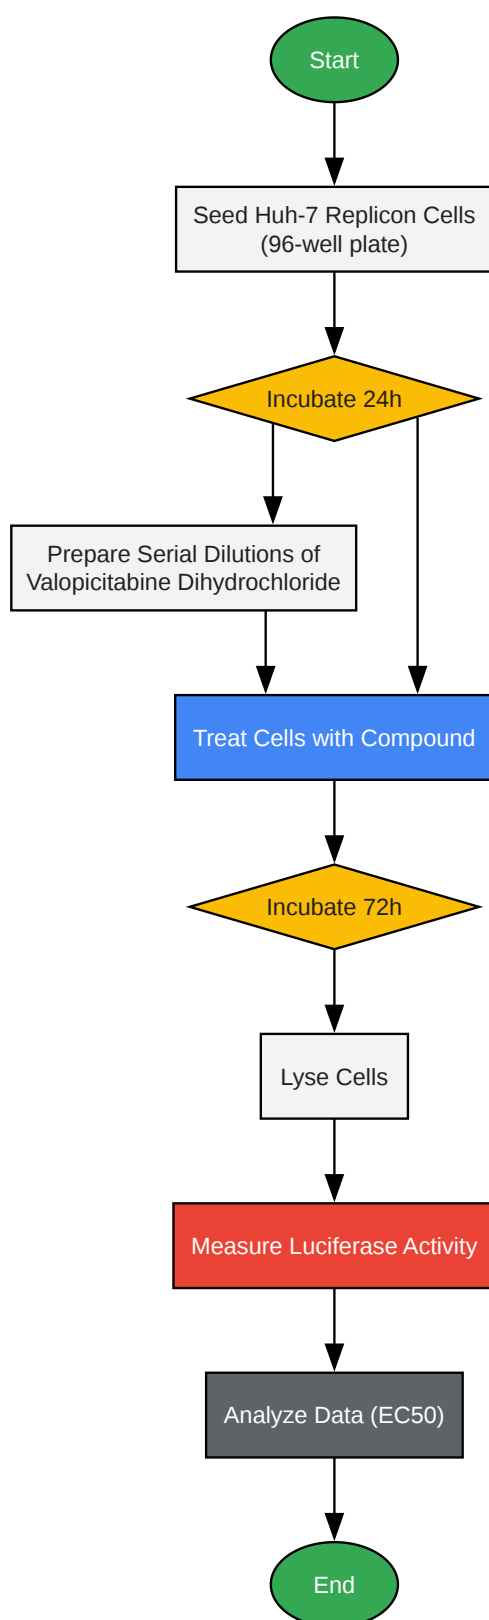 Start
Seed Huh-7 Replicon Cells
(96-well plate)
Incubate 24h
Prepare Serial Dilutions of
Valopicitabine Dihydrochloride
Treat Cells with Compound
Incubate 72h
Lyse Cells
Measure Luciferase Activity
Analyze Data (EC50)
End